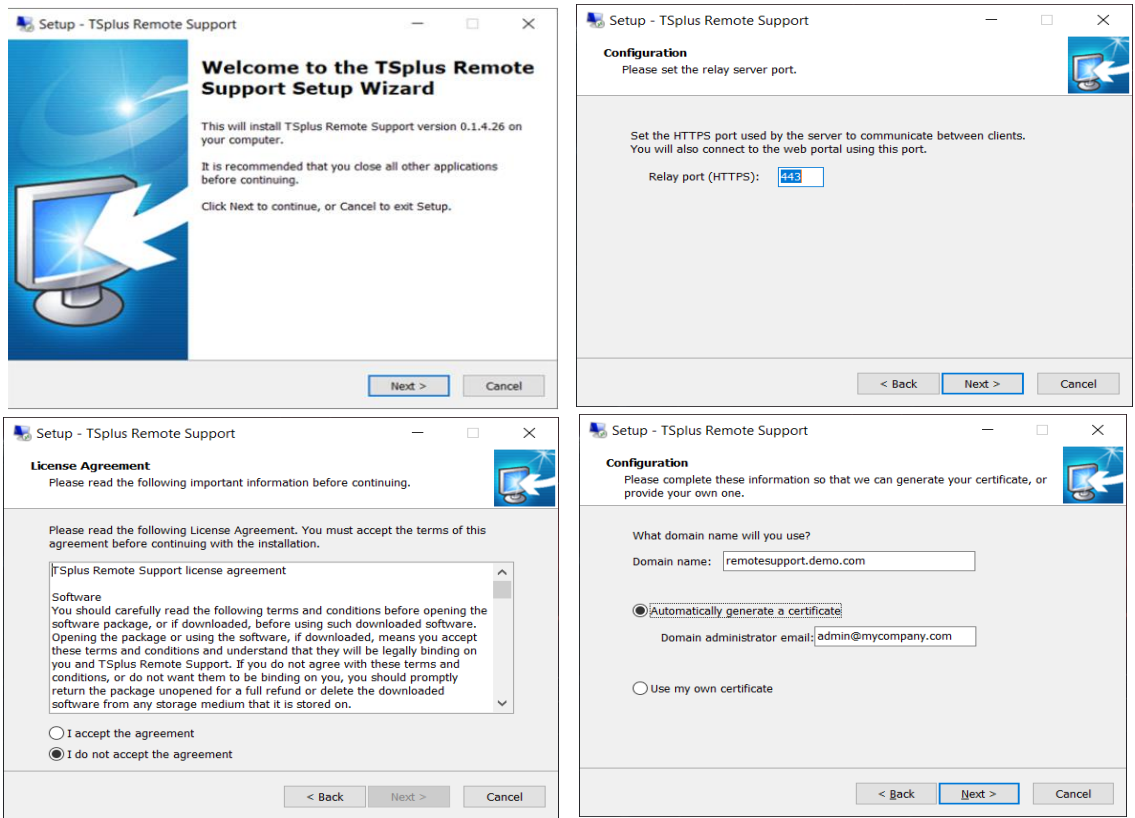 Setup - TSplus Remote Support
Welcome to the TSplus Remote
Support Setup Wizard
This will install TSplus Remote Support version 0.1.4.26 on
your computer.
It is recommended that you close all other applications
before continuing.
Click Next to continue, or Cancel to exit Setup.
Next >
Cancel
Setup - TSplus Remote Support
Configuration
Please set the relay server port.
Set the HTTPS port used by the server to communicate between clients.
You will also connect to the web portal using this port.
Relay port (HTTPS): 443
< Back
Next >
Cancel
Setup - TSplus Remote Support
License Agreement
Please read the following important information before continuing.
Please read the following License Agreement. You must accept the terms of this
agreement before continuing with the installation.
TSplus Remote Support license agreement
Software
You should carefully read the following terms and conditions before opening the
software package, or if downloaded, before using such downloaded software.
Opening the package or using the software, if downloaded, means you accept
these terms and conditions and understand that they will be legally binding on
you and TSplus Remote Support. If you do not agree with these terms and
conditions, or do not want them to be binding on you, you should promptly
return the package unopened for a full refund or delete the downloaded
software from any storage medium that it is stored on.
I accept the agreement
I do not accept the agreement
< Back
Next >
Cancel
Setup - TSplus Remote Support
Configuration
Please complete these information so that we can generate your certificate, or
provide your own one.
What domain name will you use?
Domain name: remotesupport.demo.com
Automatically generate a certificate
Domain administrator email: admin@mycompany.com
Use my own certificate
< Back
Next >
Cancel